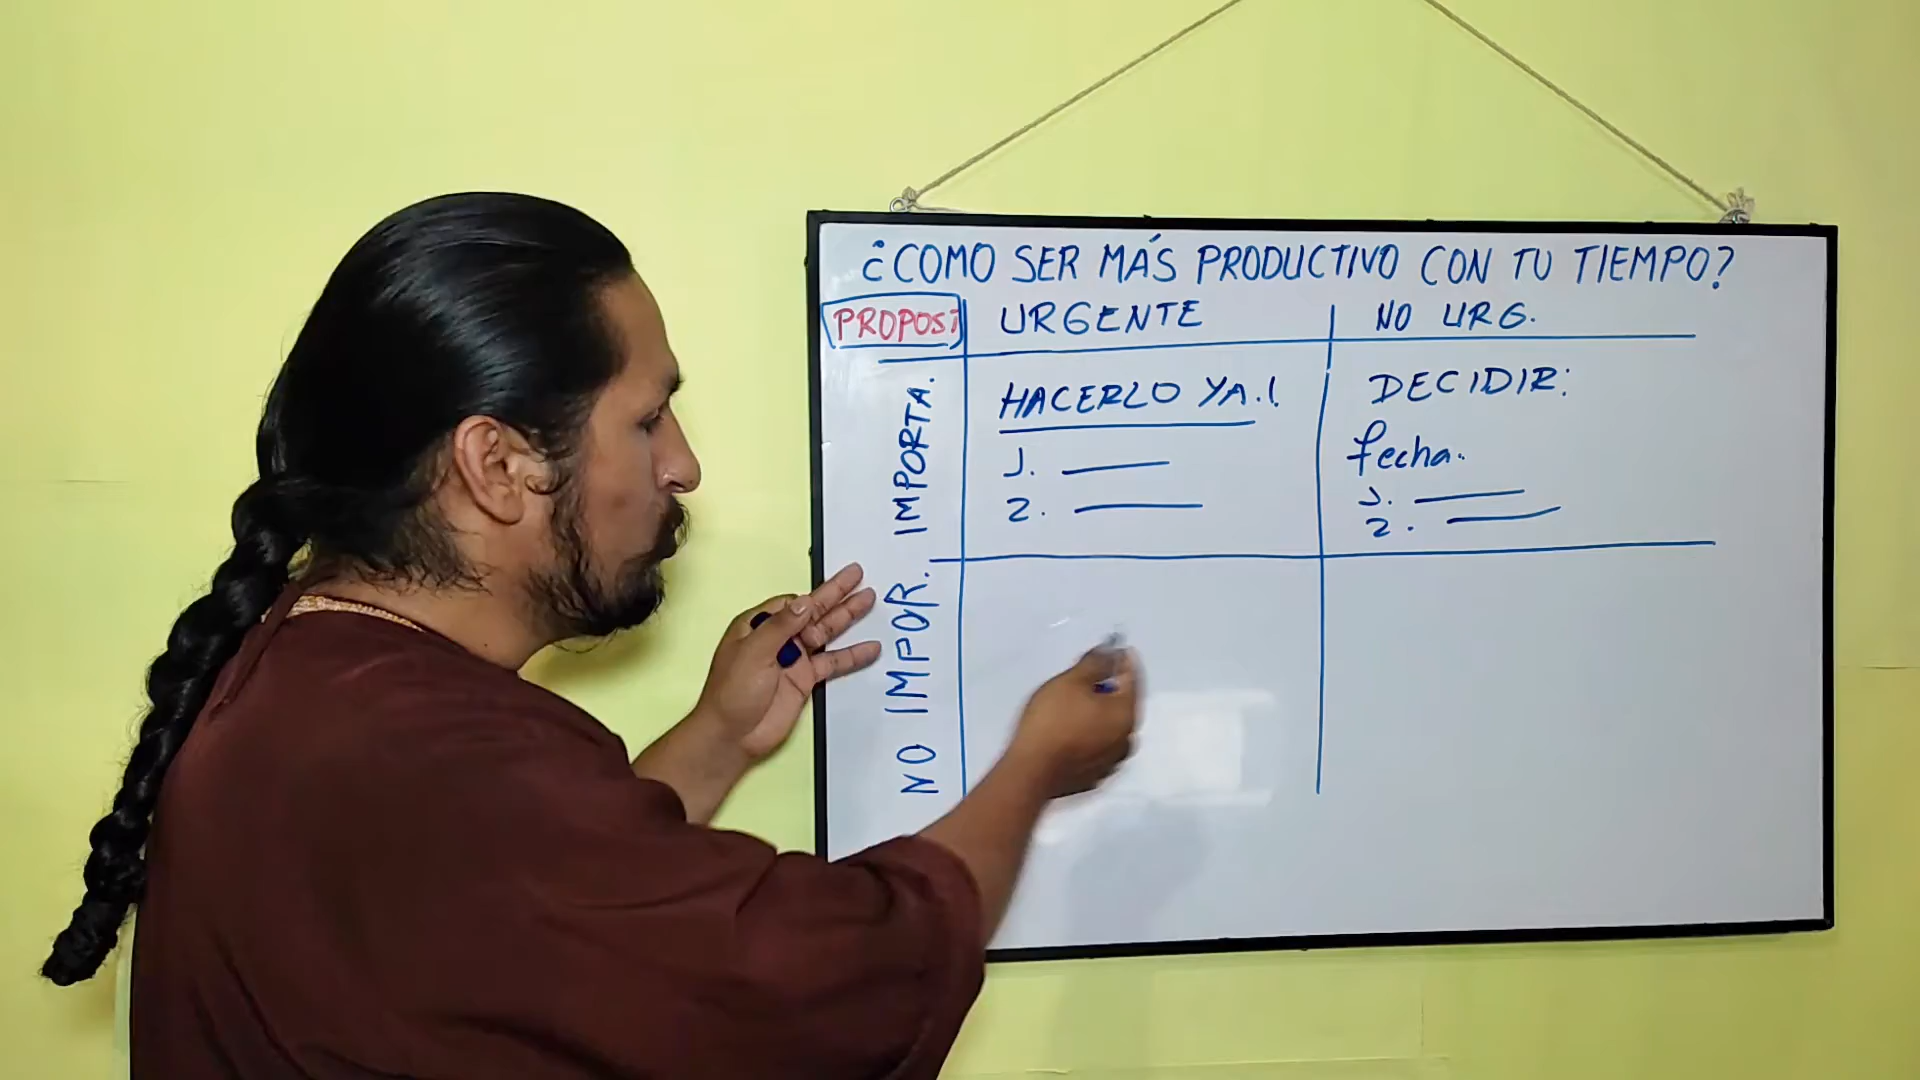 ¿COMO SER MÁS PRODUCTIVO CON TU TIEMPO?
PROPOSI URGENTE NO URG.
IMPORTA.
HACERLO YA.!
1.
2.
DECIDIR:
fecha.
1.
2.
NO IMPOR.